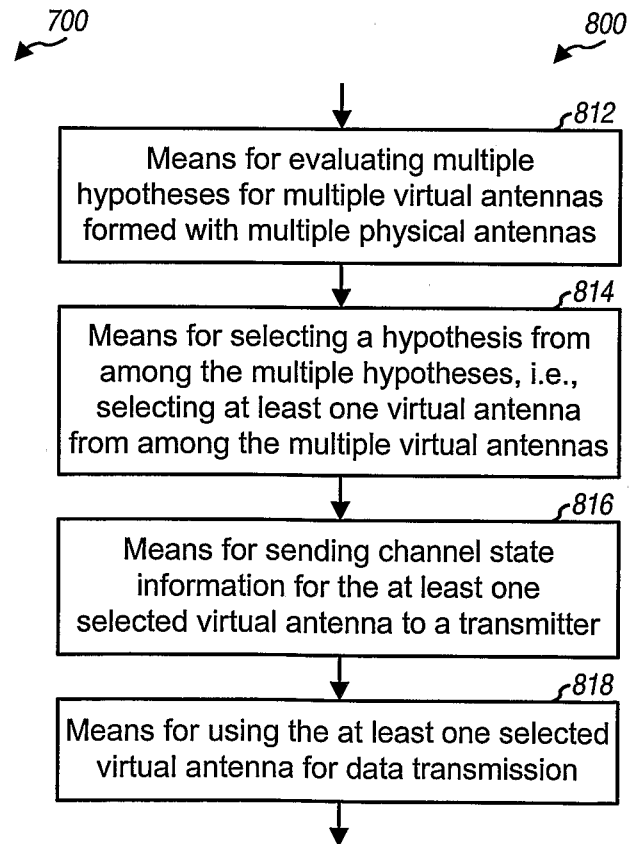 700
800
812
Means for evaluating multiple
hypotheses for multiple virtual antennas
formed with multiple physical antennas
814
Means for selecting a hypothesis from
among the multiple hypotheses, i.e.,
selecting at least one virtual antenna
from among the multiple virtual antennas
816
Means for sending channel state
information for the at least one
selected virtual antenna to a transmitter
818
Means for using the at least one selected
virtual antenna for data transmission